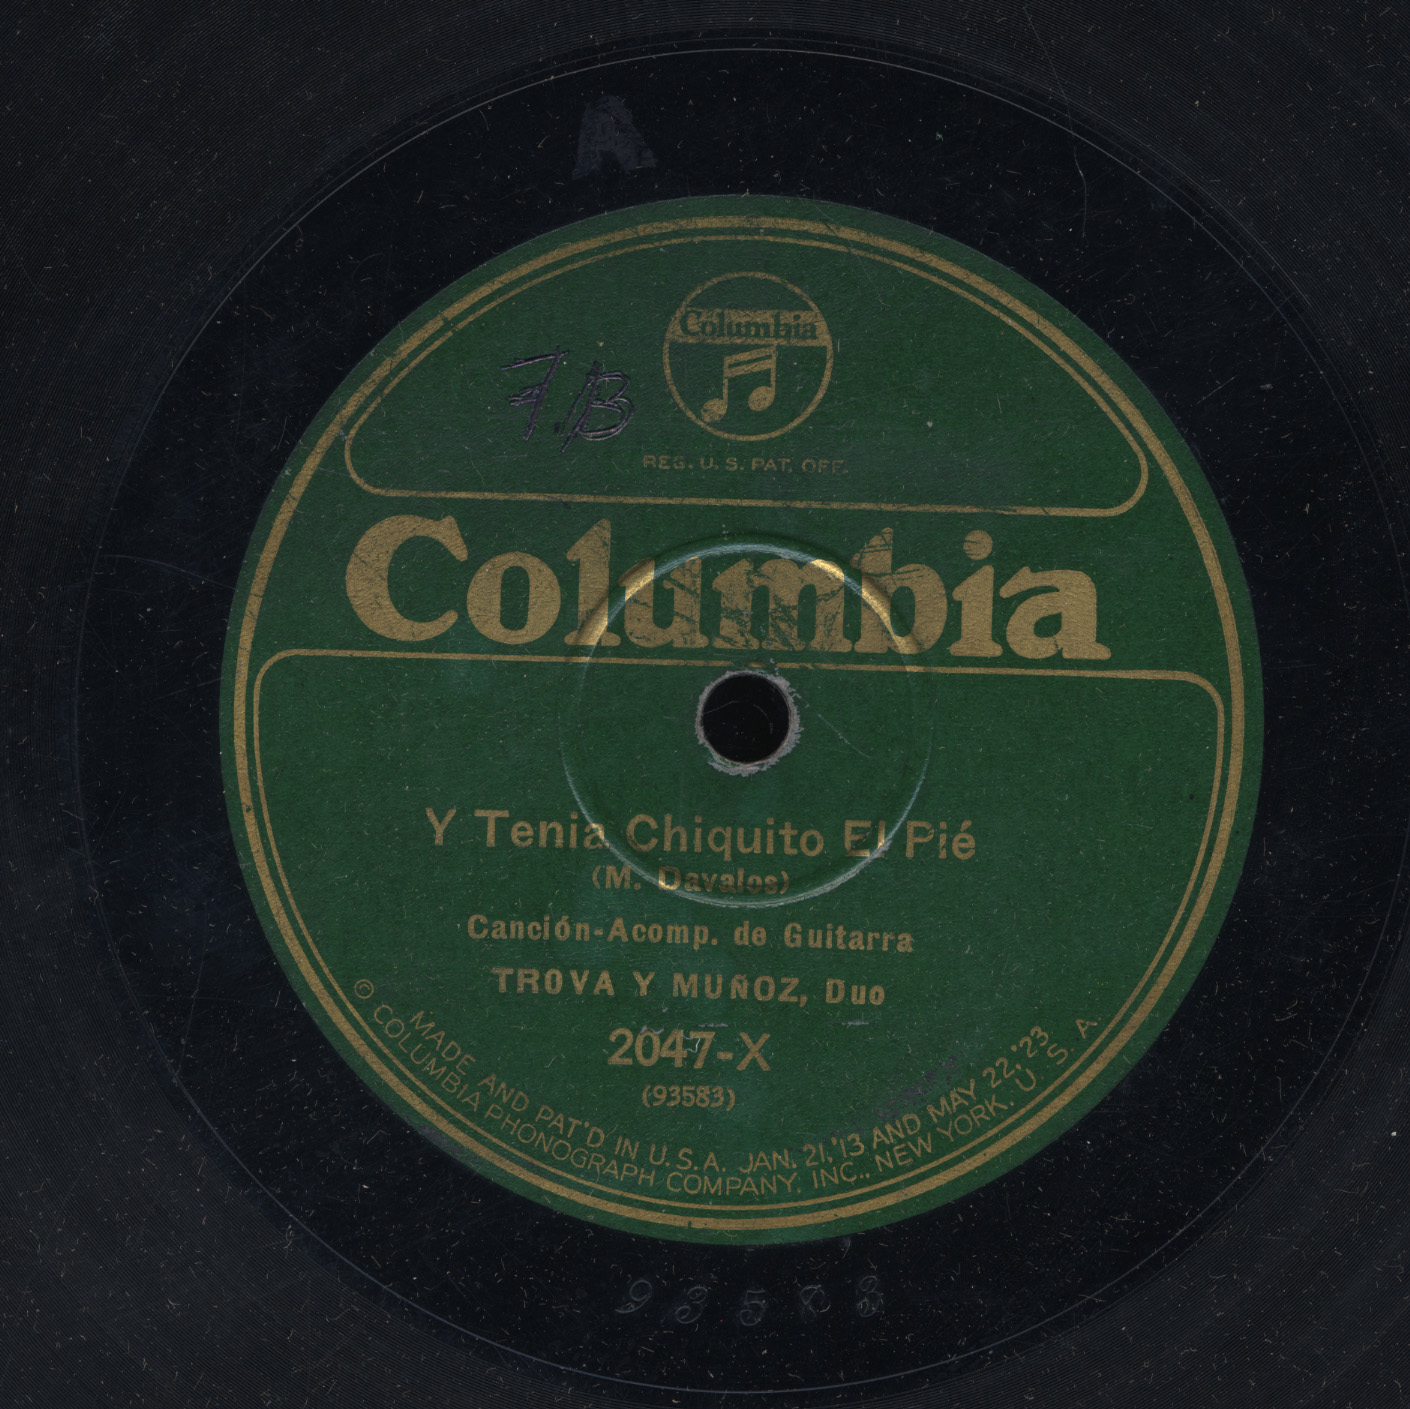 A
Columbia
7.B
REG. U. S. PAT. OFF.
Columbia
Y Tenia Chiquito El Pié
(M. Davalos)
Canción-Acomp. de Guitarra
TROVA Y MUÑOZ, Duo
2047-X
(93583)
MADE AND PAT'D IN U.S.A. JAN. 21, '13 AND MAY 22, '23
© COLUMBIA PHONOGRAPH COMPANY, INC., NEW YORK. U. S. A.